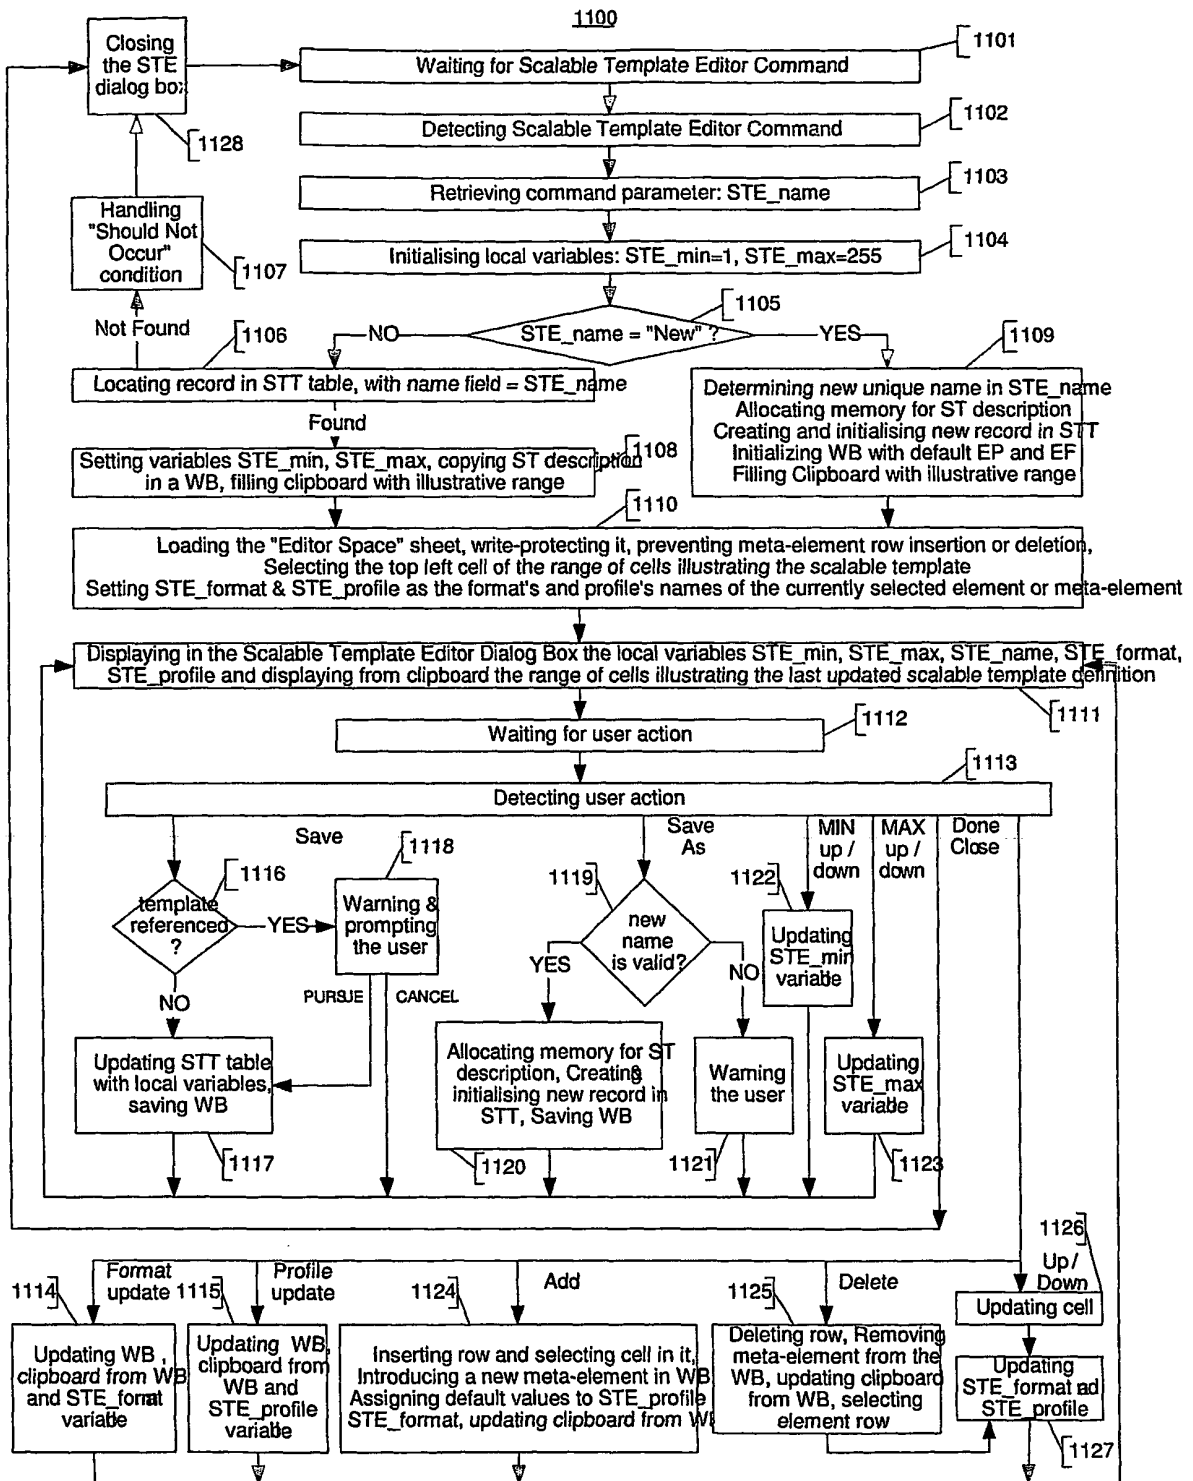 1100
Closing
the STE
dialog box
1101
Waiting for Scalable Template Editor Command
1102
Detecting Scalable Template Editor Command
1128
1103
Retrieving command parameter: STE_name
Handling
"Should Not
Occur"
condition
1104
Initialising local variables: STE_min=1, STE_max=255
1107
1105
Not Found
1106
NO
STE_name = "New" ?
YES
1109
Locating record in STT table, with name field = STE_name
Determining new unique name in STE_name
Allocating memory for ST description
Creating and initialising new record in STT
Initializing WB with default EP and EF
Filling Clipboard with illustrative range
Found
1108
Setting variables STE_min, STE_max, copying ST description
in a WB, filling clipboard with illustrative range
1110
Loading the "Editor Space" sheet, write-protecting it, preventing meta-element row insertion or deletion,
Selecting the top left cell of the range of cells illustrating the scalable template
Setting STE_format & STE_profile as the format's and profile's names of the currently selected element or meta-element
Displaying in the Scalable Template Editor Dialog Box the local variables STE_min, STE_max, STE_name, STE_format,
STE_profile and displaying from clipboard the range of cells illustrating the last updated scalable template definition
1111
1112
Waiting for user action
1113
Detecting user action
Save
Save
As
MIN
up /
down
MAX
up /
down
Done
Close
1116
1118
1119
1122
template
referenced
?
YES
Warning &
prompting
the user
new
name
is valid?
Updating
STE_min
variable
YES
NO
NO
PURSUE
CANCEL
Updating STT table
with local variables,
saving WB
Allocating memory for ST
description, Creating &
initialising new record in
STT, Saving WB
Warning
the user
Updating
STE_max
variable
1117
1120
1121
1123
1126
Format
update
Profile
update
Add
Delete
Up /
Down
1114
1115
1124
1125
Updating cell
Updating WB,
clipboard from WB
and STE_format
variable
Updating WB,
clipboard from
WB and
STE_profile
variable
Inserting row and selecting cell in it,
Introducing a new meta-element in WB
Assigning default values to STE_profile
STE_format, updating clipboard from WB
Deleting row, Removing
meta-element from the
WB, updating clipboard
from WB, selecting
element row
Updating
STE_format and
STE_profile
1127